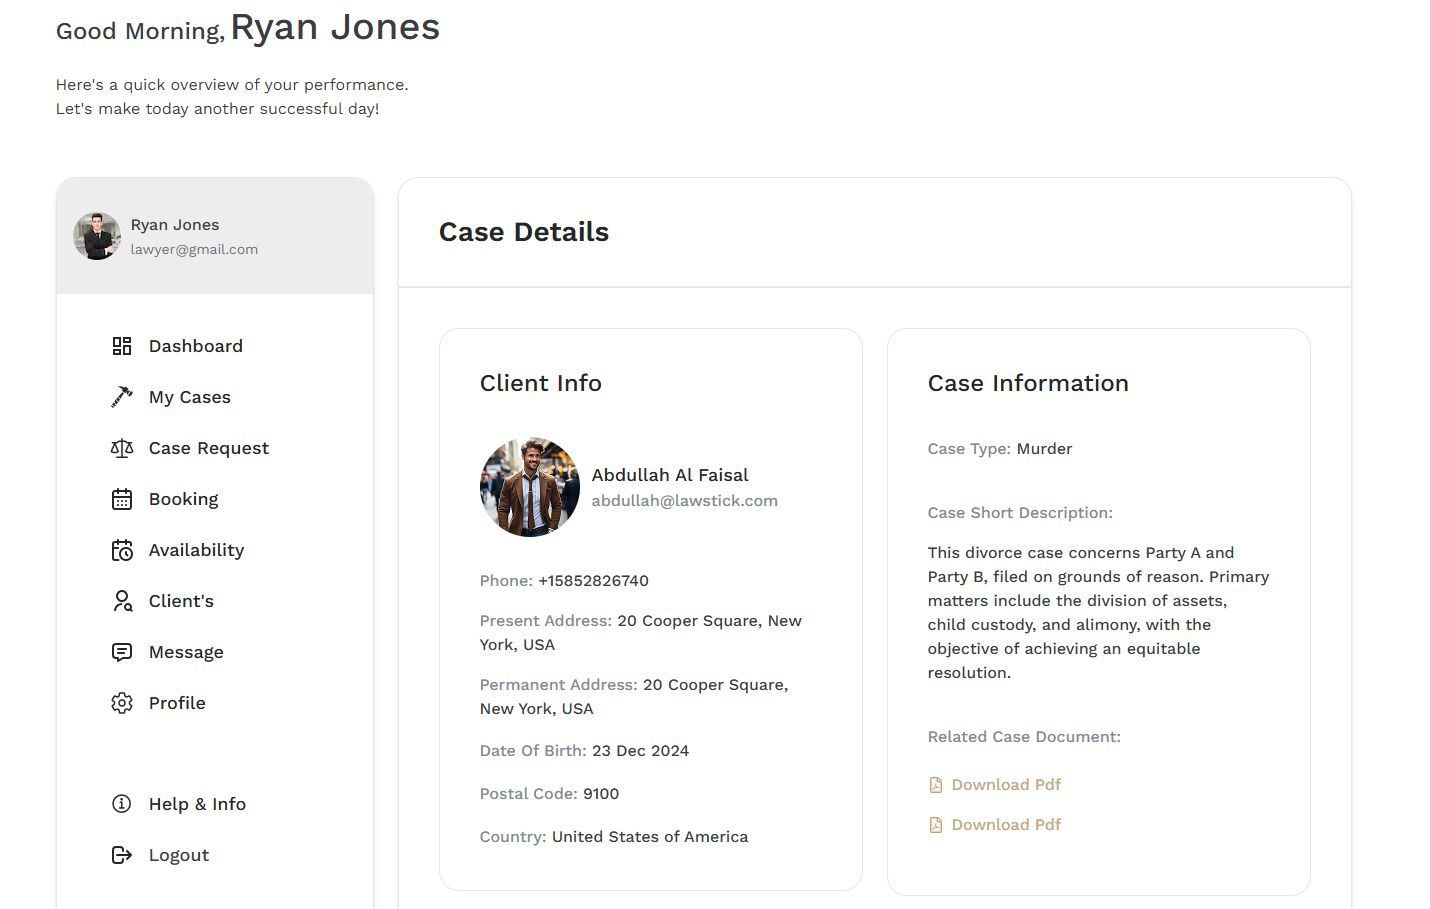 Good Morning, Ryan Jones
Here's a quick overview of your performance.
Let's make today another successful day!
Ryan Jones
lawyer@gmail.com
Dashboard
My Cases
Case Request
Booking
Availability
Client's
Message
Profile
Help & Info
Logout
Case Details
Client Info
Abdullah Al Faisal
abdullah@lawstick.com
Phone: +15852826740
Present Address: 20 Cooper Square, New
York, USA
Permanent Address: 20 Cooper Square,
New York, USA
Date Of Birth: 23 Dec 2024
Postal Code: 9100
Country: United States of America
Case Information
Case Type: Murder
Case Short Description:
This divorce case concerns Party A and
Party B, filed on grounds of reason. Primary
matters include the division of assets,
child custody, and alimony, with the
objective of achieving an equitable
resolution.
Related Case Document:
Download Pdf
Download Pdf